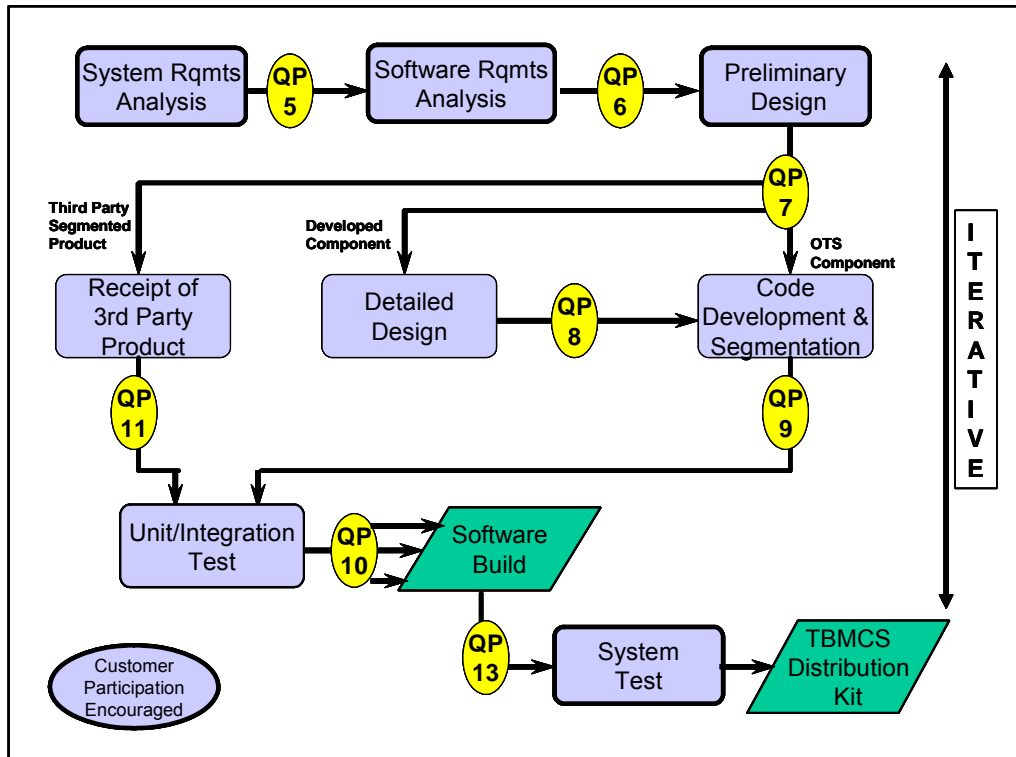 System Rqmts
Analysis
QP
5
Software Rqmts
Analysis
QP
6
Preliminary
Design
QP
7
Third Party
Segmented
Product
Developed
Component
OTS
Component
Receipt of
3rd Party
Product
Detailed
Design
QP
8
Code
Development &
Segmentation
QP
11
QP
9
Unit/Integration
Test
QP
10
Software
Build
QP
13
System
Test
TBMCS
Distribution
Kit
Customer
Participation
Encouraged
I
T
E
R
A
T
I
V
E